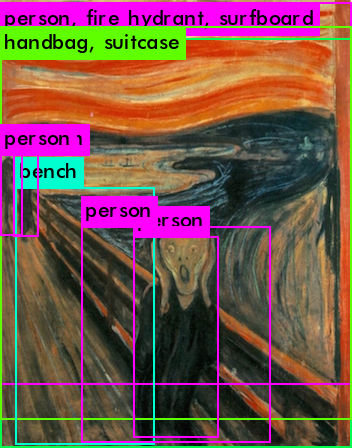 person, fire hydrant, surfboard
handbag, suitcase
person
bench
person
person